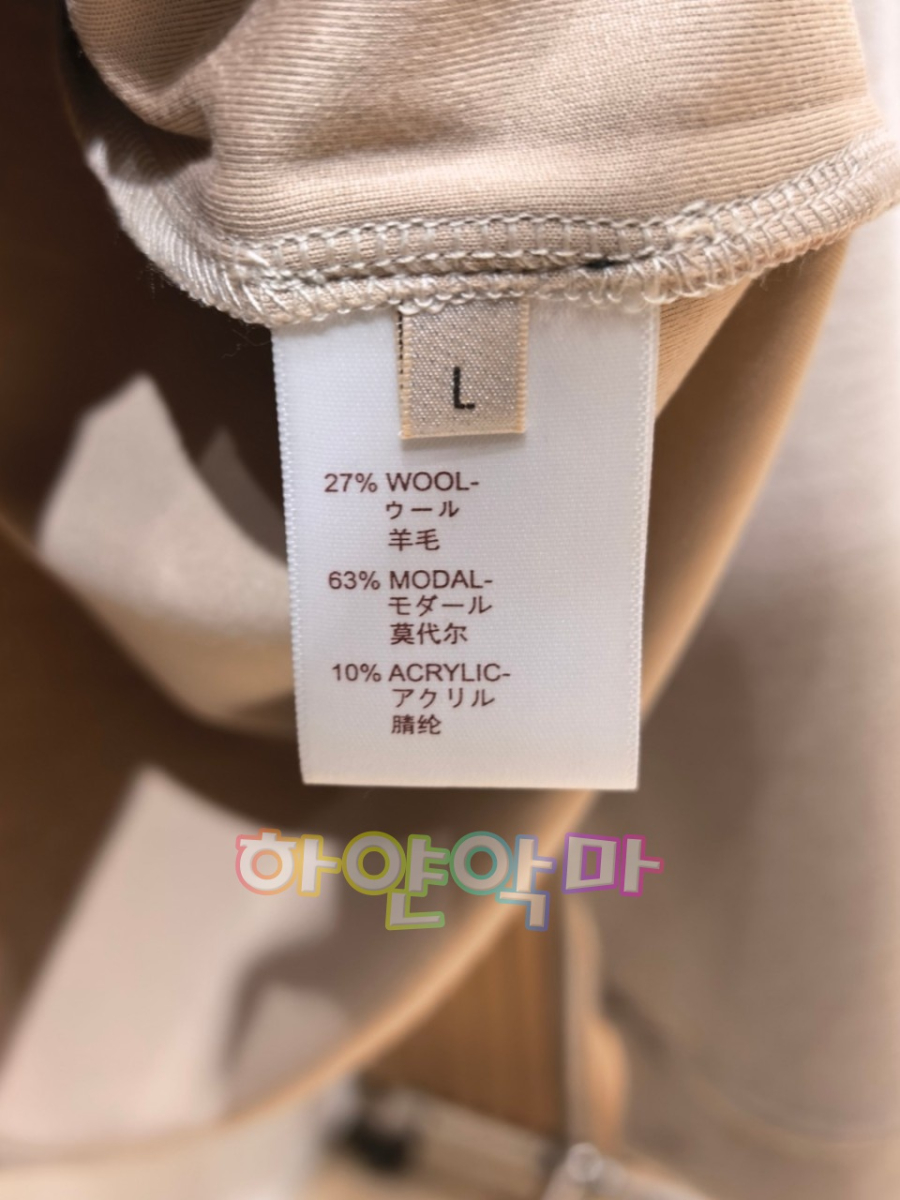 L
27% WOOL-
ウール
羊毛
63% MODAL-
モダール
莫代尔
10% ACRYLIC-
アクリル
腈纶
하얀악마